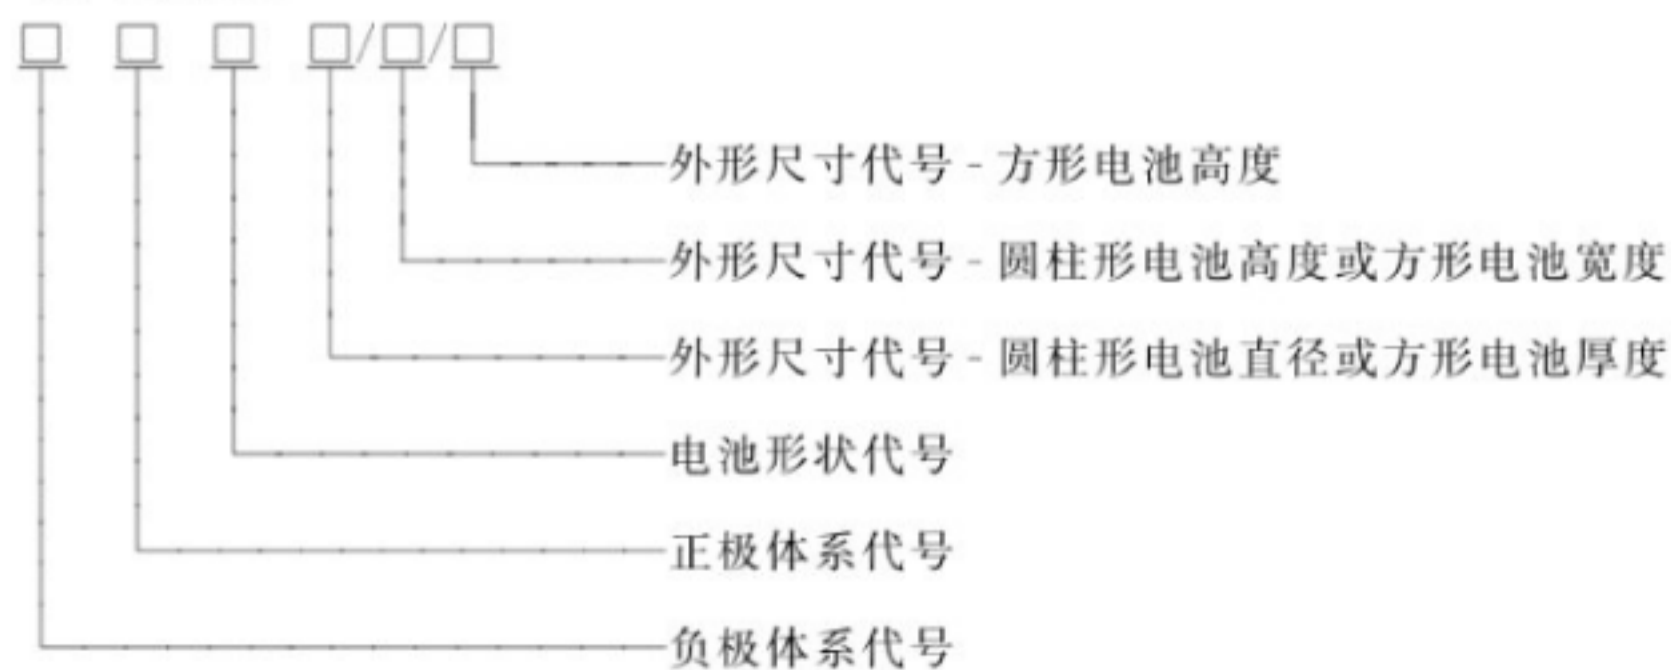 □ □ □ □/□/□
外形尺寸代号-方形电池高度
外形尺寸代号-圆柱形电池高度或方形电池宽度
外形尺寸代号-圆柱形电池直径或方形电池厚度
电池形状代号
正极体系代号
负极体系代号